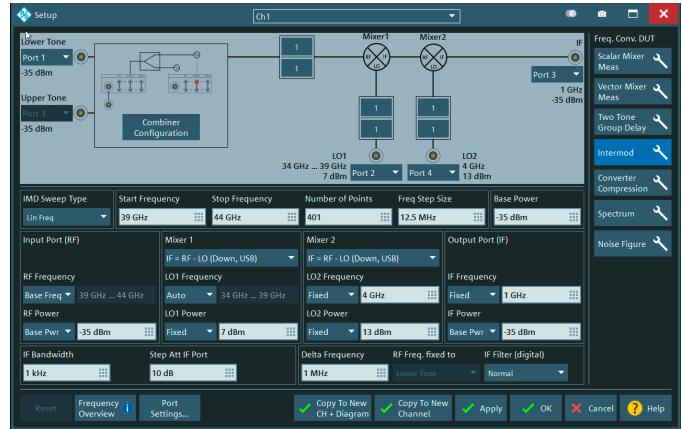 Setup
Ch1
Lower Tone
Port 1
-35 dBm
Upper Tone
Port 3
-35 dBm
Combiner
Configuration
1
1
Mixer1
RF
IF
LO
Mixer2
RF
IF
LO
1
1
1
1
IF
Port 3
1 GHz
-35 dBm
LO1
34 GHz ... 39 GHz
7 dBm
Port 2
Port 4
LO2
4 GHz
13 dBm
Freq. Conv. DUT
Scalar Mixer
Meas
Vector Mixer
Meas
Two Tone
Group Delay
Intermod
Converter
Compression
Spectrum
Noise Figure
IMD Sweep Type
Start Frequency
Stop Frequency
Number of Points
Freq Step Size
Base Power
Lin Freq
39 GHz
44 GHz
401
12.5 MHz
-35 dBm
Input Port (RF)
Mixer 1
Mixer 2
Output Port (IF)
IF = RF - LO (Down, USB)
IF = RF - LO (Down, USB)
RF Frequency
LO1 Frequency
LO2 Frequency
IF Frequency
Base Freq
39 GHz ... 44 GHz
Auto
34 GHz ... 39 GHz
Fixed
4 GHz
Fixed
1 GHz
RF Power
LO1 Power
LO2 Power
IF Power
Base Pwr
-35 dBm
Fixed
7 dBm
Fixed
13 dBm
Base Pwr
-35 dBm
IF Bandwidth
Step Att IF Port
Delta Frequency
RF Freq. fixed to
IF Filter (digital)
1 kHz
10 dB
1 MHz
Lower Tone
Normal
Reset
Frequency
Overview
Port
Settings...
Copy To New
CH + Diagram
Copy To New
Channel
Apply
OK
Cancel
Help